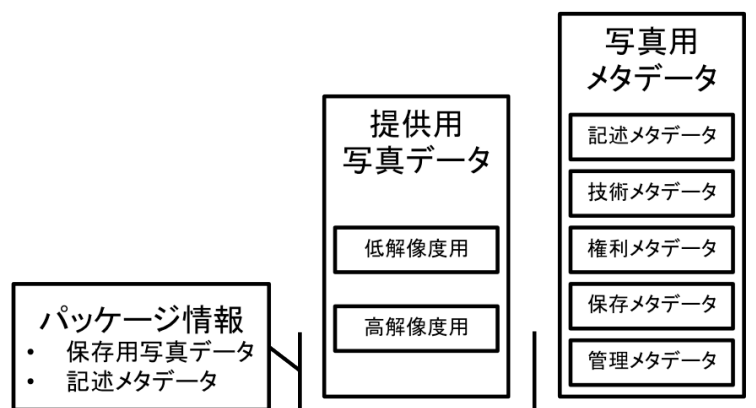 写真用
メタデータ
記述メタデータ
技術メタデータ
権利メタデータ
保存メタデータ
管理メタデータ
提供用
写真データ
低解像度用
高解像度用
パッケージ情報
• 保存用写真データ
• 記述メタデータ